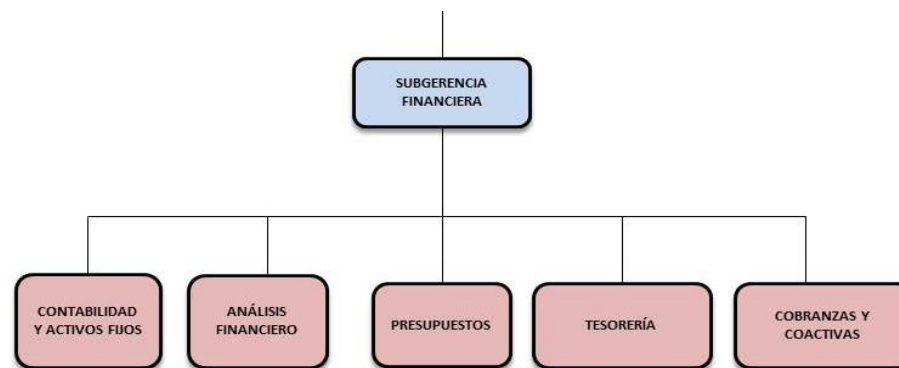 SUBGERENCIA
FINANCIERA
CONTABILIDAD
Y ACTIVOS FIJOS
ANÁLISIS
FINANCIERO
PRESUPUESTOS
TESORERÍA
COBRANZAS Y
COACTIVAS